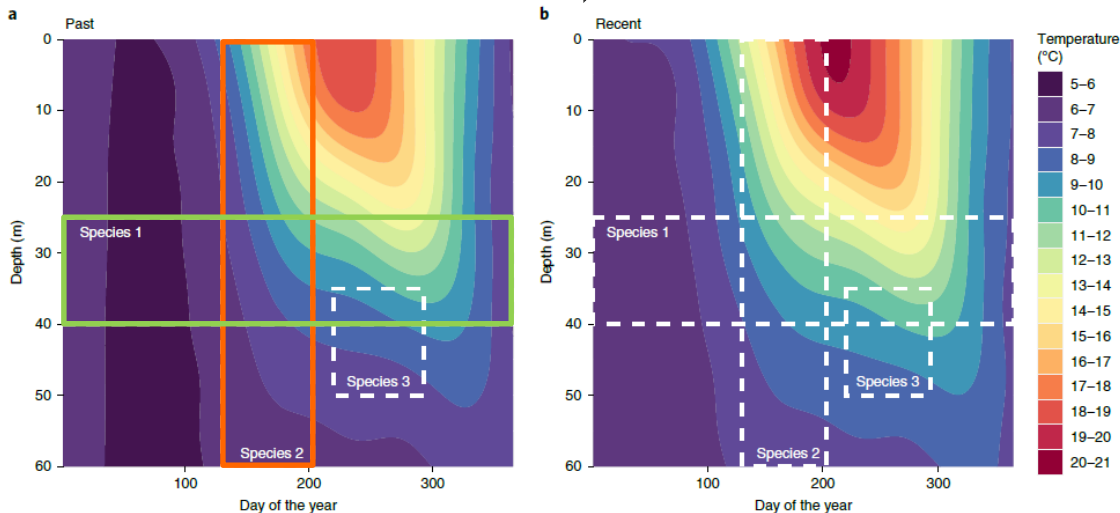 a Past
b Recent
0
10
20
30
40
50
60
Depth (m)
100 200 300
Day of the year
Species 1
Species 2
Species 3
0
10
20
30
40
50
60
Depth (m)
100 200 300
Day of the year
Species 1
Species 2
Species 3
Temperature
(°C)
5–6
6–7
7–8
8–9
9–10
10–11
11–12
12–13
13–14
14–15
15–16
16–17
17–18
18–19
19–20
20–21